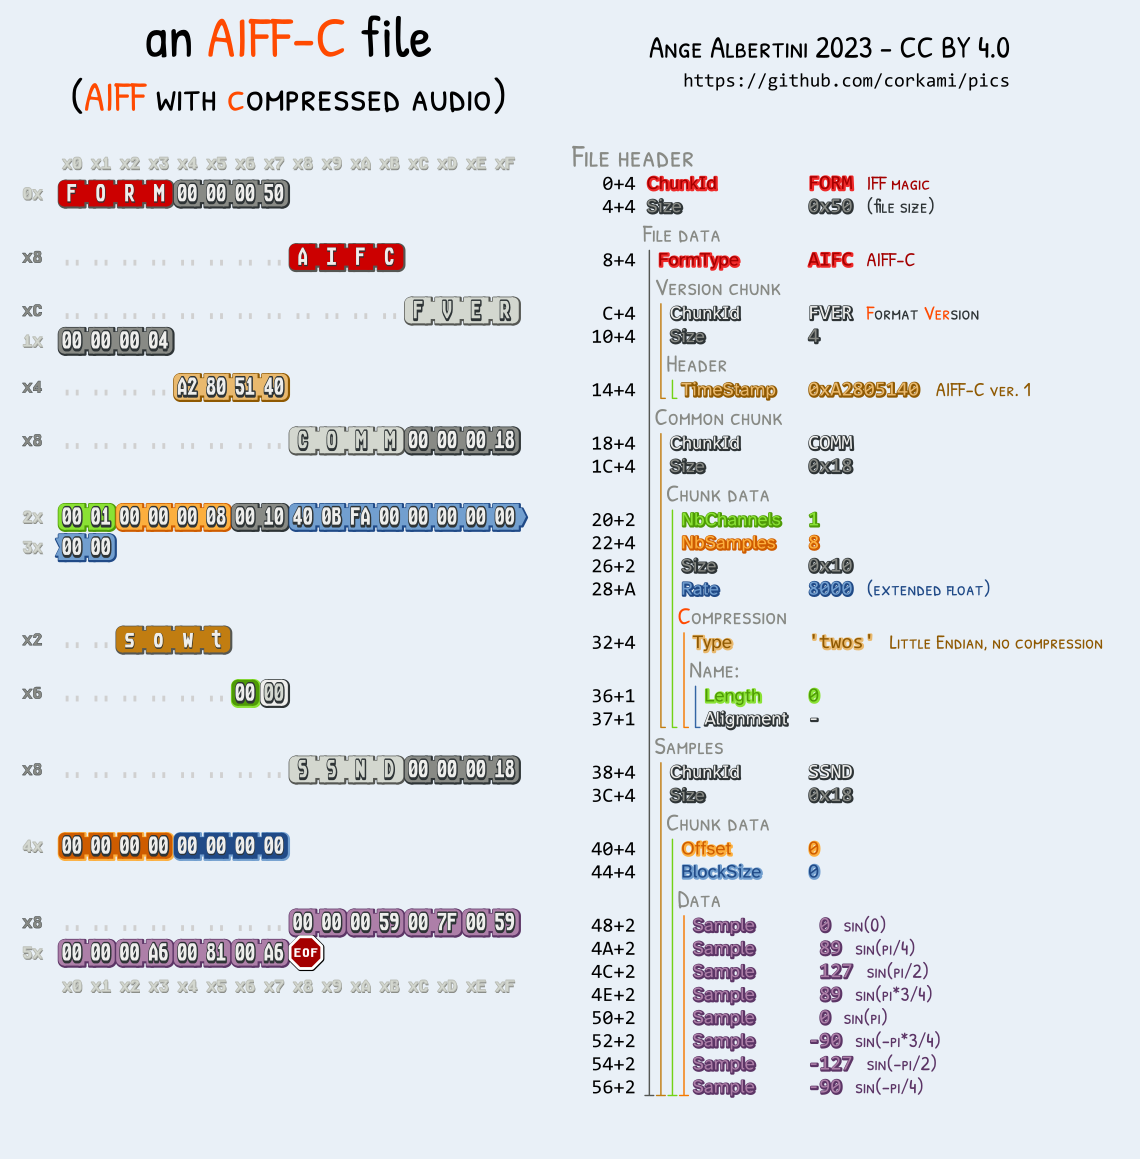 an AIFF-C file
(AIFF with compressed audio)
Ange Albertini 2023 - CC BY 4.0
https://github.com/corkami/pics
x0 x1 x2 x3 x4 x5 x6 x7 x8 x9 xA xB xC xD xE xF
0x F O R M 00 00 00 50
x8 .. .. .. .. .. .. .. .. A I F C
xC .. .. .. .. .. .. .. .. .. .. .. .. F V E R
1x 00 00 00 04
x4 .. .. .. .. A2 80 51 40
x8 .. .. .. .. .. .. .. .. C O M M 00 00 00 18
2x 00 01 00 00 00 08 00 10 40 0B FA 00 00 00 00 00
3x 00 00
x2 .. .. s o w t
x6 .. .. .. .. .. .. 00 00
x8 .. .. .. .. .. .. .. .. S S N D 00 00 00 18
4x 00 00 00 00 00 00 00 00
x8 .. .. .. .. .. .. .. .. 00 00 00 59 00 7F 00 59
5x 00 00 00 A6 00 81 00 A6 EOF
x0 x1 x2 x3 x4 x5 x6 x7 x8 x9 xA xB xC xD xE xF
File header
0+4 ChunkId FORM IFF magic
4+4 Size 0x50 (file size)
File data
8+4 FormType AIFC AIFF-C
Version chunk
C+4 ChunkId FVER Format Version
10+4 Size 4
Header
14+4 TimeStamp 0xA2805140 AIFF-C ver. 1
Common chunk
18+4 ChunkId COMM
1C+4 Size 0x18
Chunk data
20+2 NbChannels 1
22+4 NbSamples 8
26+2 Size 0x10
28+A Rate 8000 (extended float)
Compression
32+4 Type 'twos' Little Endian, no compression
Name:
36+1 Length 0
37+1 Alignment -
Samples
38+4 ChunkId SSND
3C+4 Size 0x18
Chunk data
40+4 Offset 0
44+4 BlockSize 0
Data
48+2 Sample 0 sin(0)
4A+2 Sample 89 sin(pi/4)
4C+2 Sample 127 sin(pi/2)
4E+2 Sample 89 sin(pi*3/4)
50+2 Sample 0 sin(pi)
52+2 Sample -90 sin(-pi*3/4)
54+2 Sample -127 sin(-pi/2)
56+2 Sample -90 sin(-pi/4)